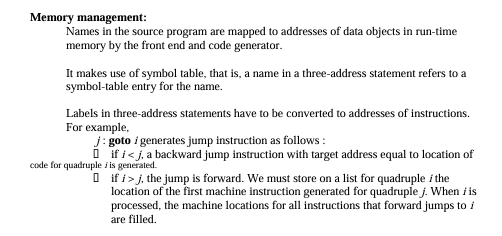 Memory management:
Names in the source program are mapped to addresses of data objects in run-time
memory by the front end and code generator.
It makes use of symbol table, that is, a name in a three-address statement refers to a
symbol-table entry for the name.
Labels in three-address statements have to be converted to addresses of instructions.
For example,
j : goto i generates jump instruction as follows :
▯ if i < j, a backward jump instruction with target address equal to location of
code for quadruple i is generated.
▯ if i > j, the jump is forward. We must store on a list for quadruple i the
location of the first machine instruction generated for quadruple j. When i is
processed, the machine locations for all instructions that forward jumps to i
are filled.